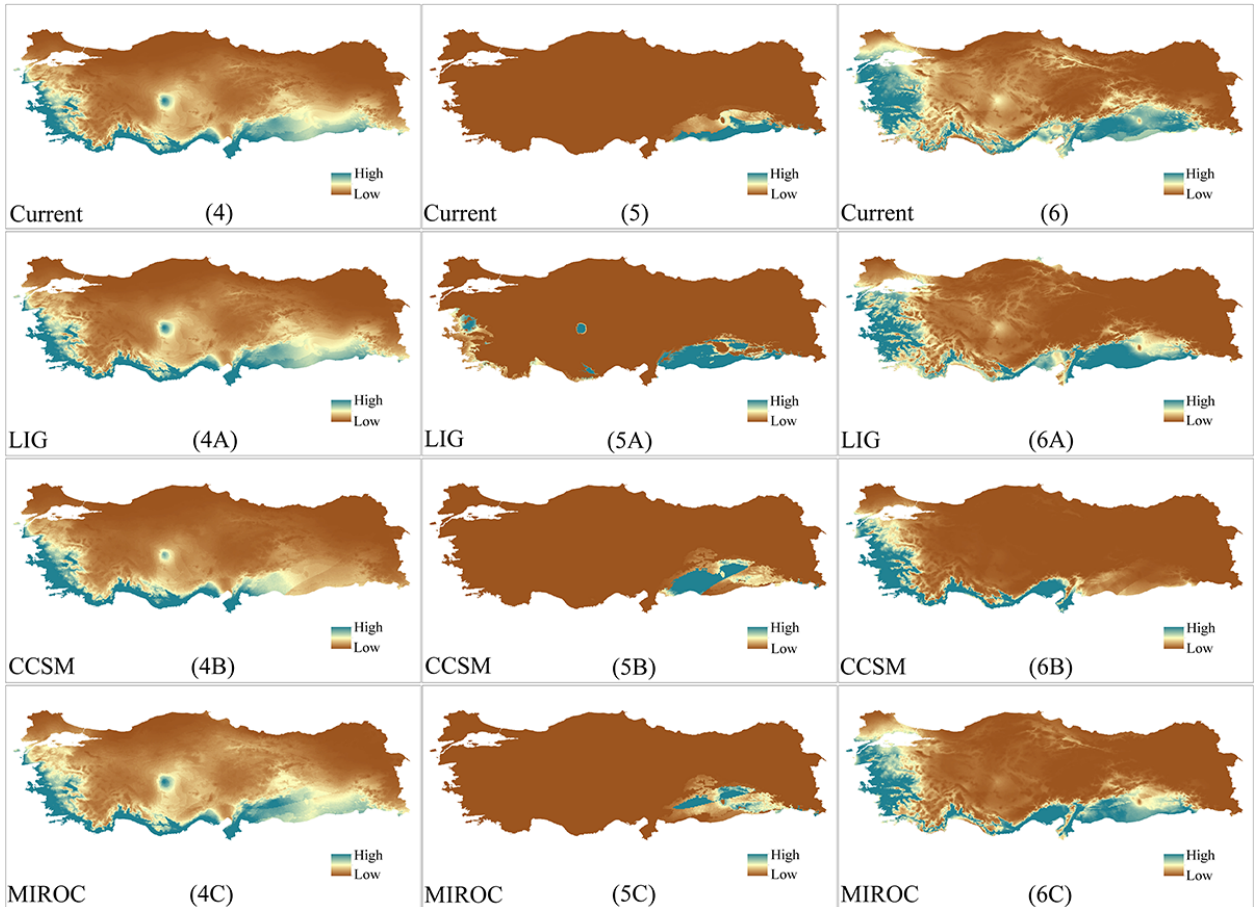 High
Low
Current (4)
High
Low
Current (5)
High
Low
Current (6)
High
Low
LIG (4A)
High
Low
LIG (5A)
High
Low
LIG (6A)
High
Low
CCSM (4B)
High
Low
CCSM (5B)
High
Low
CCSM (6B)
High
Low
MIROC (4C)
High
Low
MIROC (5C)
High
Low
MIROC (6C)